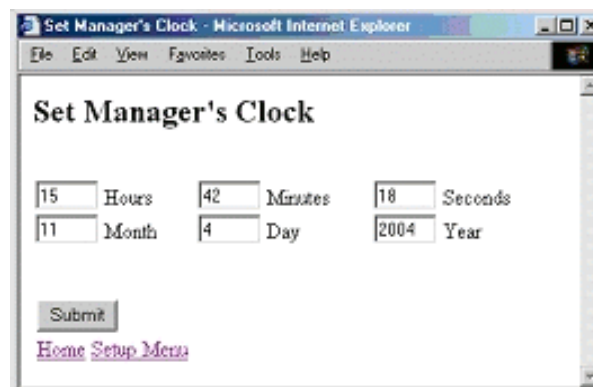 Set Manager's Clock - Microsoft Internet Explorer
File Edit View Favorites Tools Help
Set Manager's Clock
15 Hours 42 Minutes 18 Seconds
11 Month 4 Day 2004 Year
Submit
Home Setup Menu